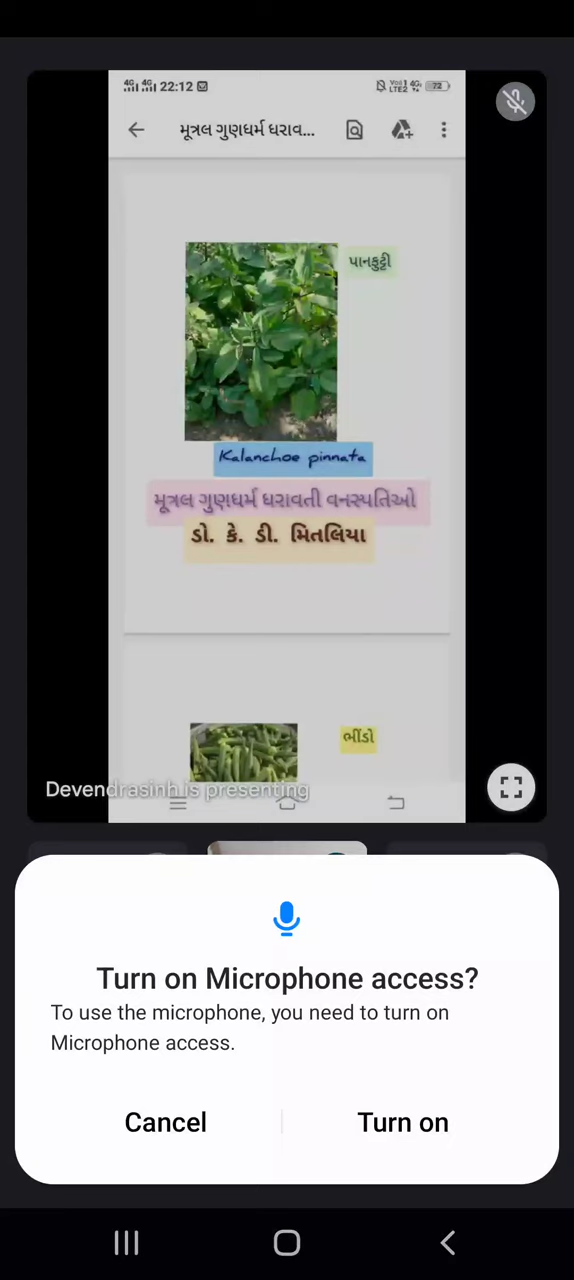 22:12
72
મૂત્રલ ગુણધર્મ ધરાવ...
પાનફુટ્ટી
Kalanchoe pinnata
મૂત્રલ ગુણધર્મ ધરાવતી વનસ્પતિઓ
ડો. કે. ડી. મિતલિયા
ભીંડો
Devendrasinh is presenting
Turn on Microphone access?
To use the microphone, you need to turn on
Microphone access.
Cancel
Turn on